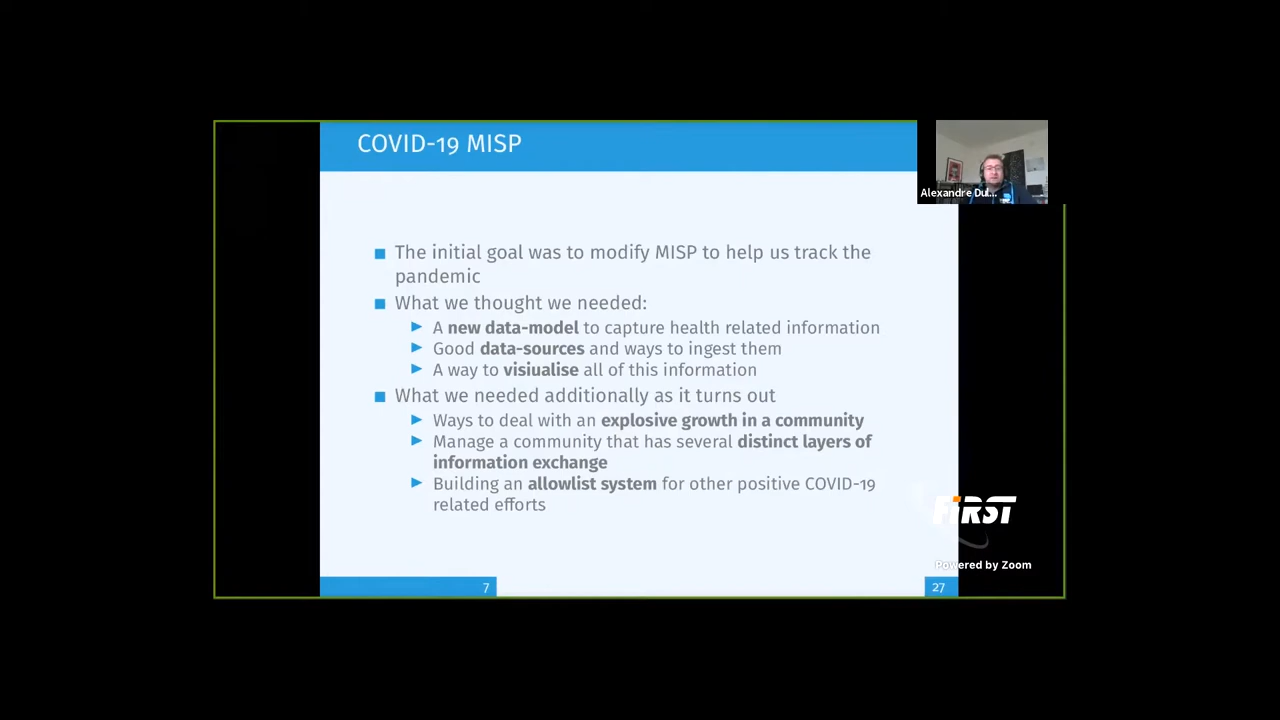 COVID-19 MISP
Alexandre Dul...
The initial goal was to modify MISP to help us track the
pandemic
What we thought we needed:
A new data-model to capture health related information
Good data-sources and ways to ingest them
A way to visiualise all of this information
What we needed additionally as it turns out
Ways to deal with an explosive growth in a community
Manage a community that has several distinct layers of
information exchange
Building an allowlist system for other positive COVID-19
related efforts
FiRST
Powered by Zoom
7
27